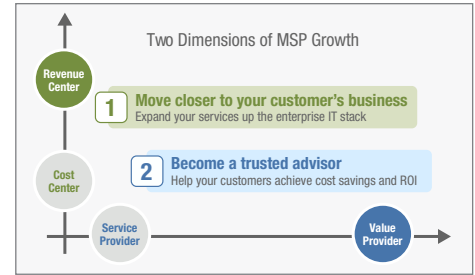 Two Dimensions of MSP Growth
Revenue
Center
1
Move closer to your customer's business
Expand your services up the enterprise IT stack
2
Become a trusted advisor
Help your customers achieve cost savings and ROI
Cost
Center
Service
Provider
Value
Provider